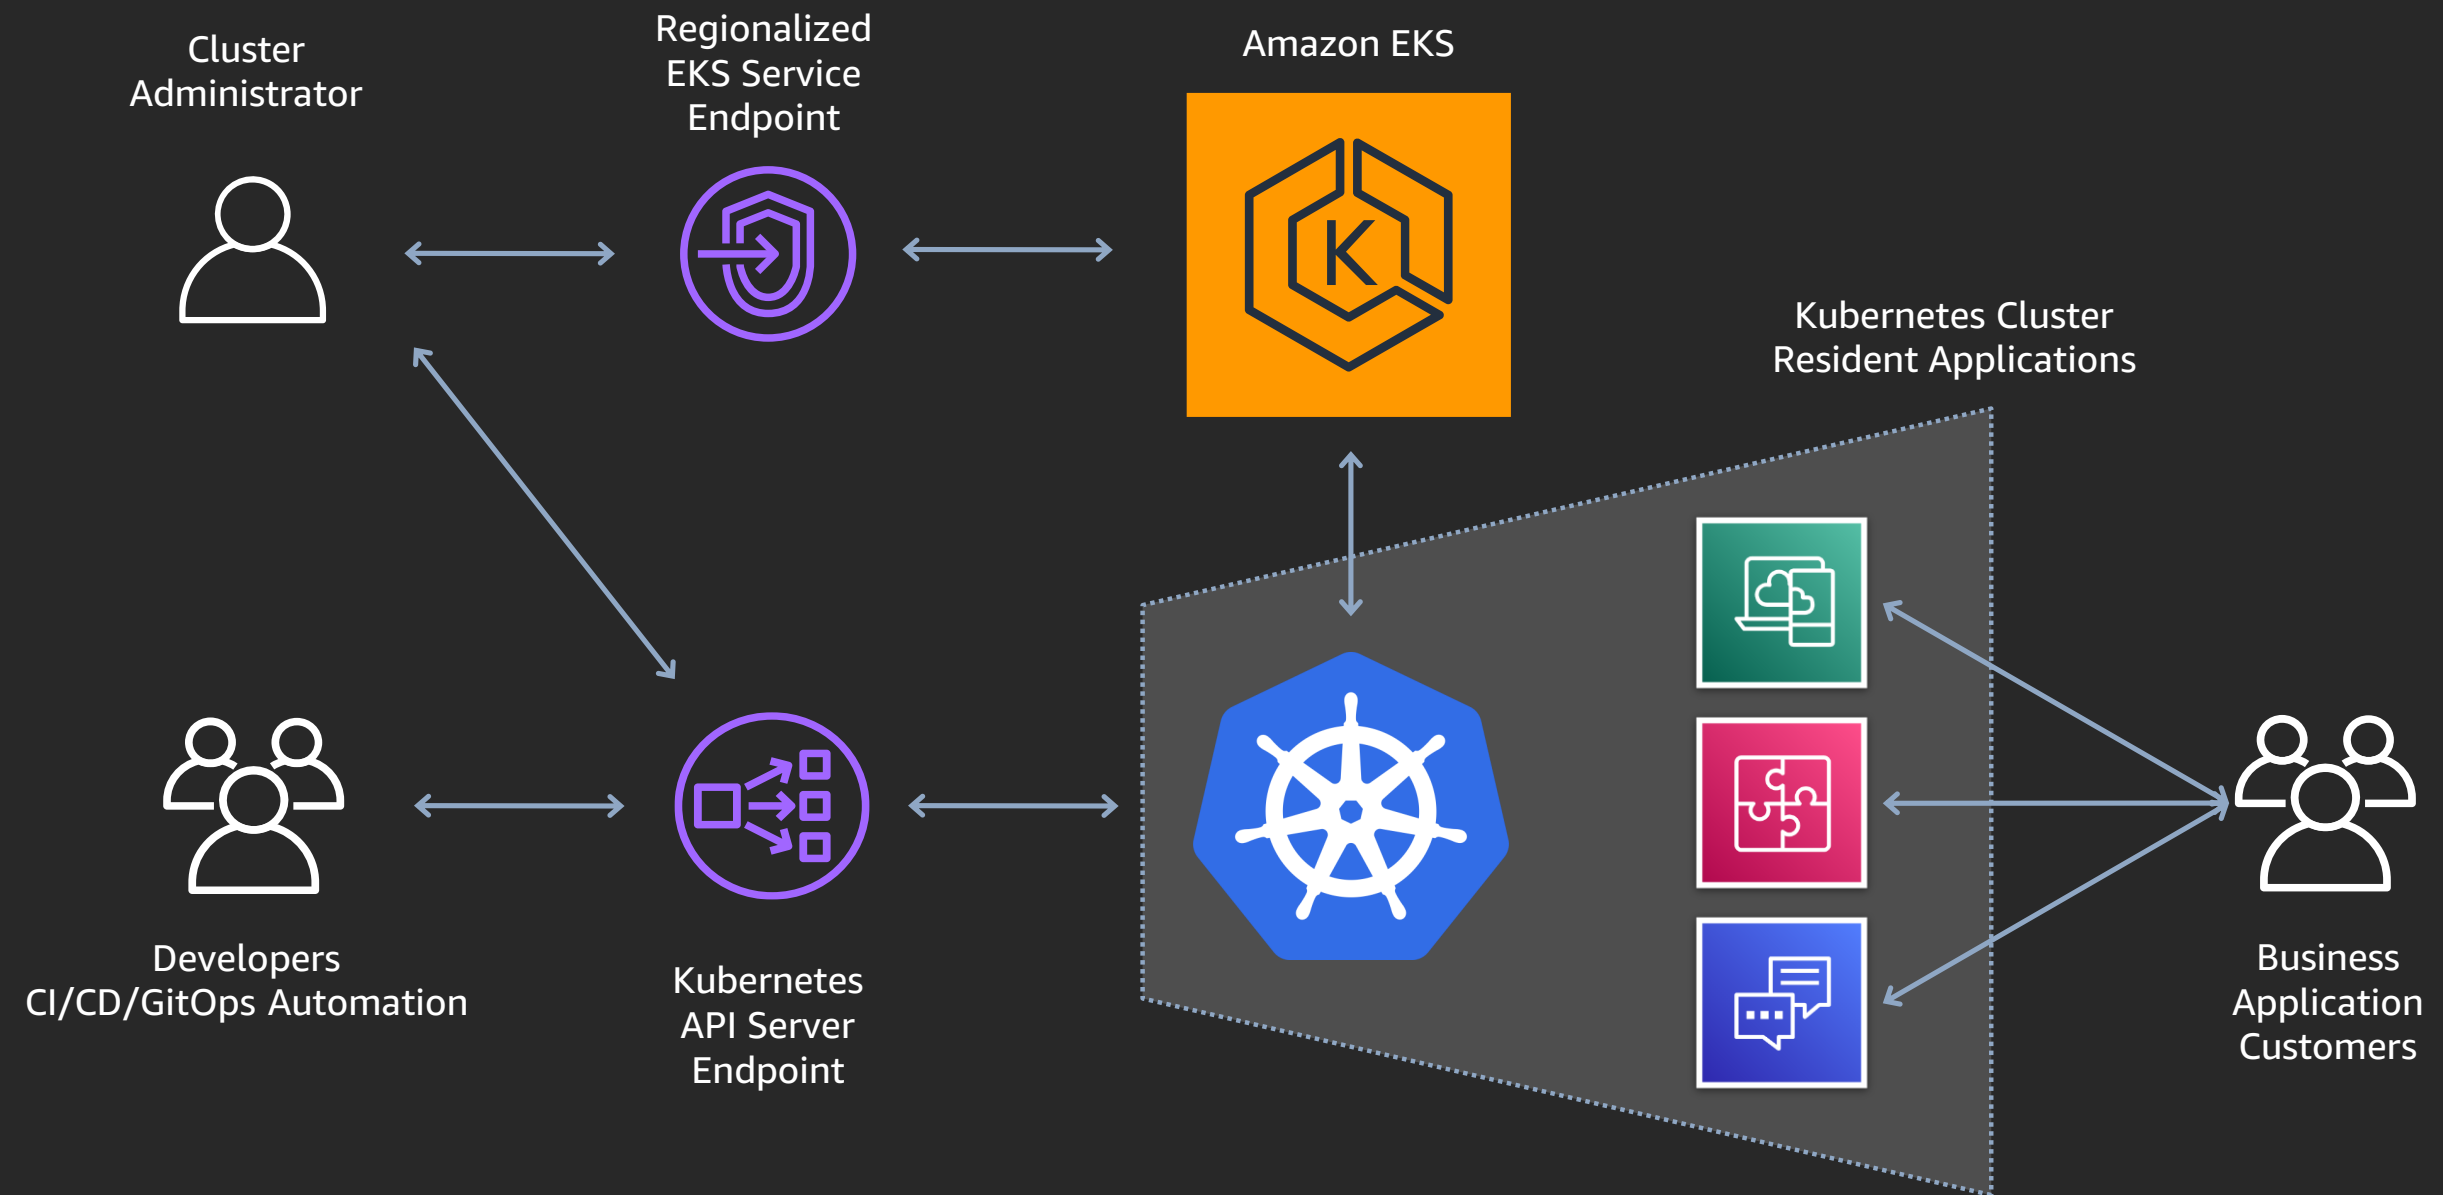 Cluster
Administrator
Regionalized
EKS Service
Endpoint
Amazon EKS
K
Kubernetes Cluster
Resident Applications
Developers
CI/CD/GitOps Automation
Kubernetes
API Server
Endpoint
Business
Application
Customers